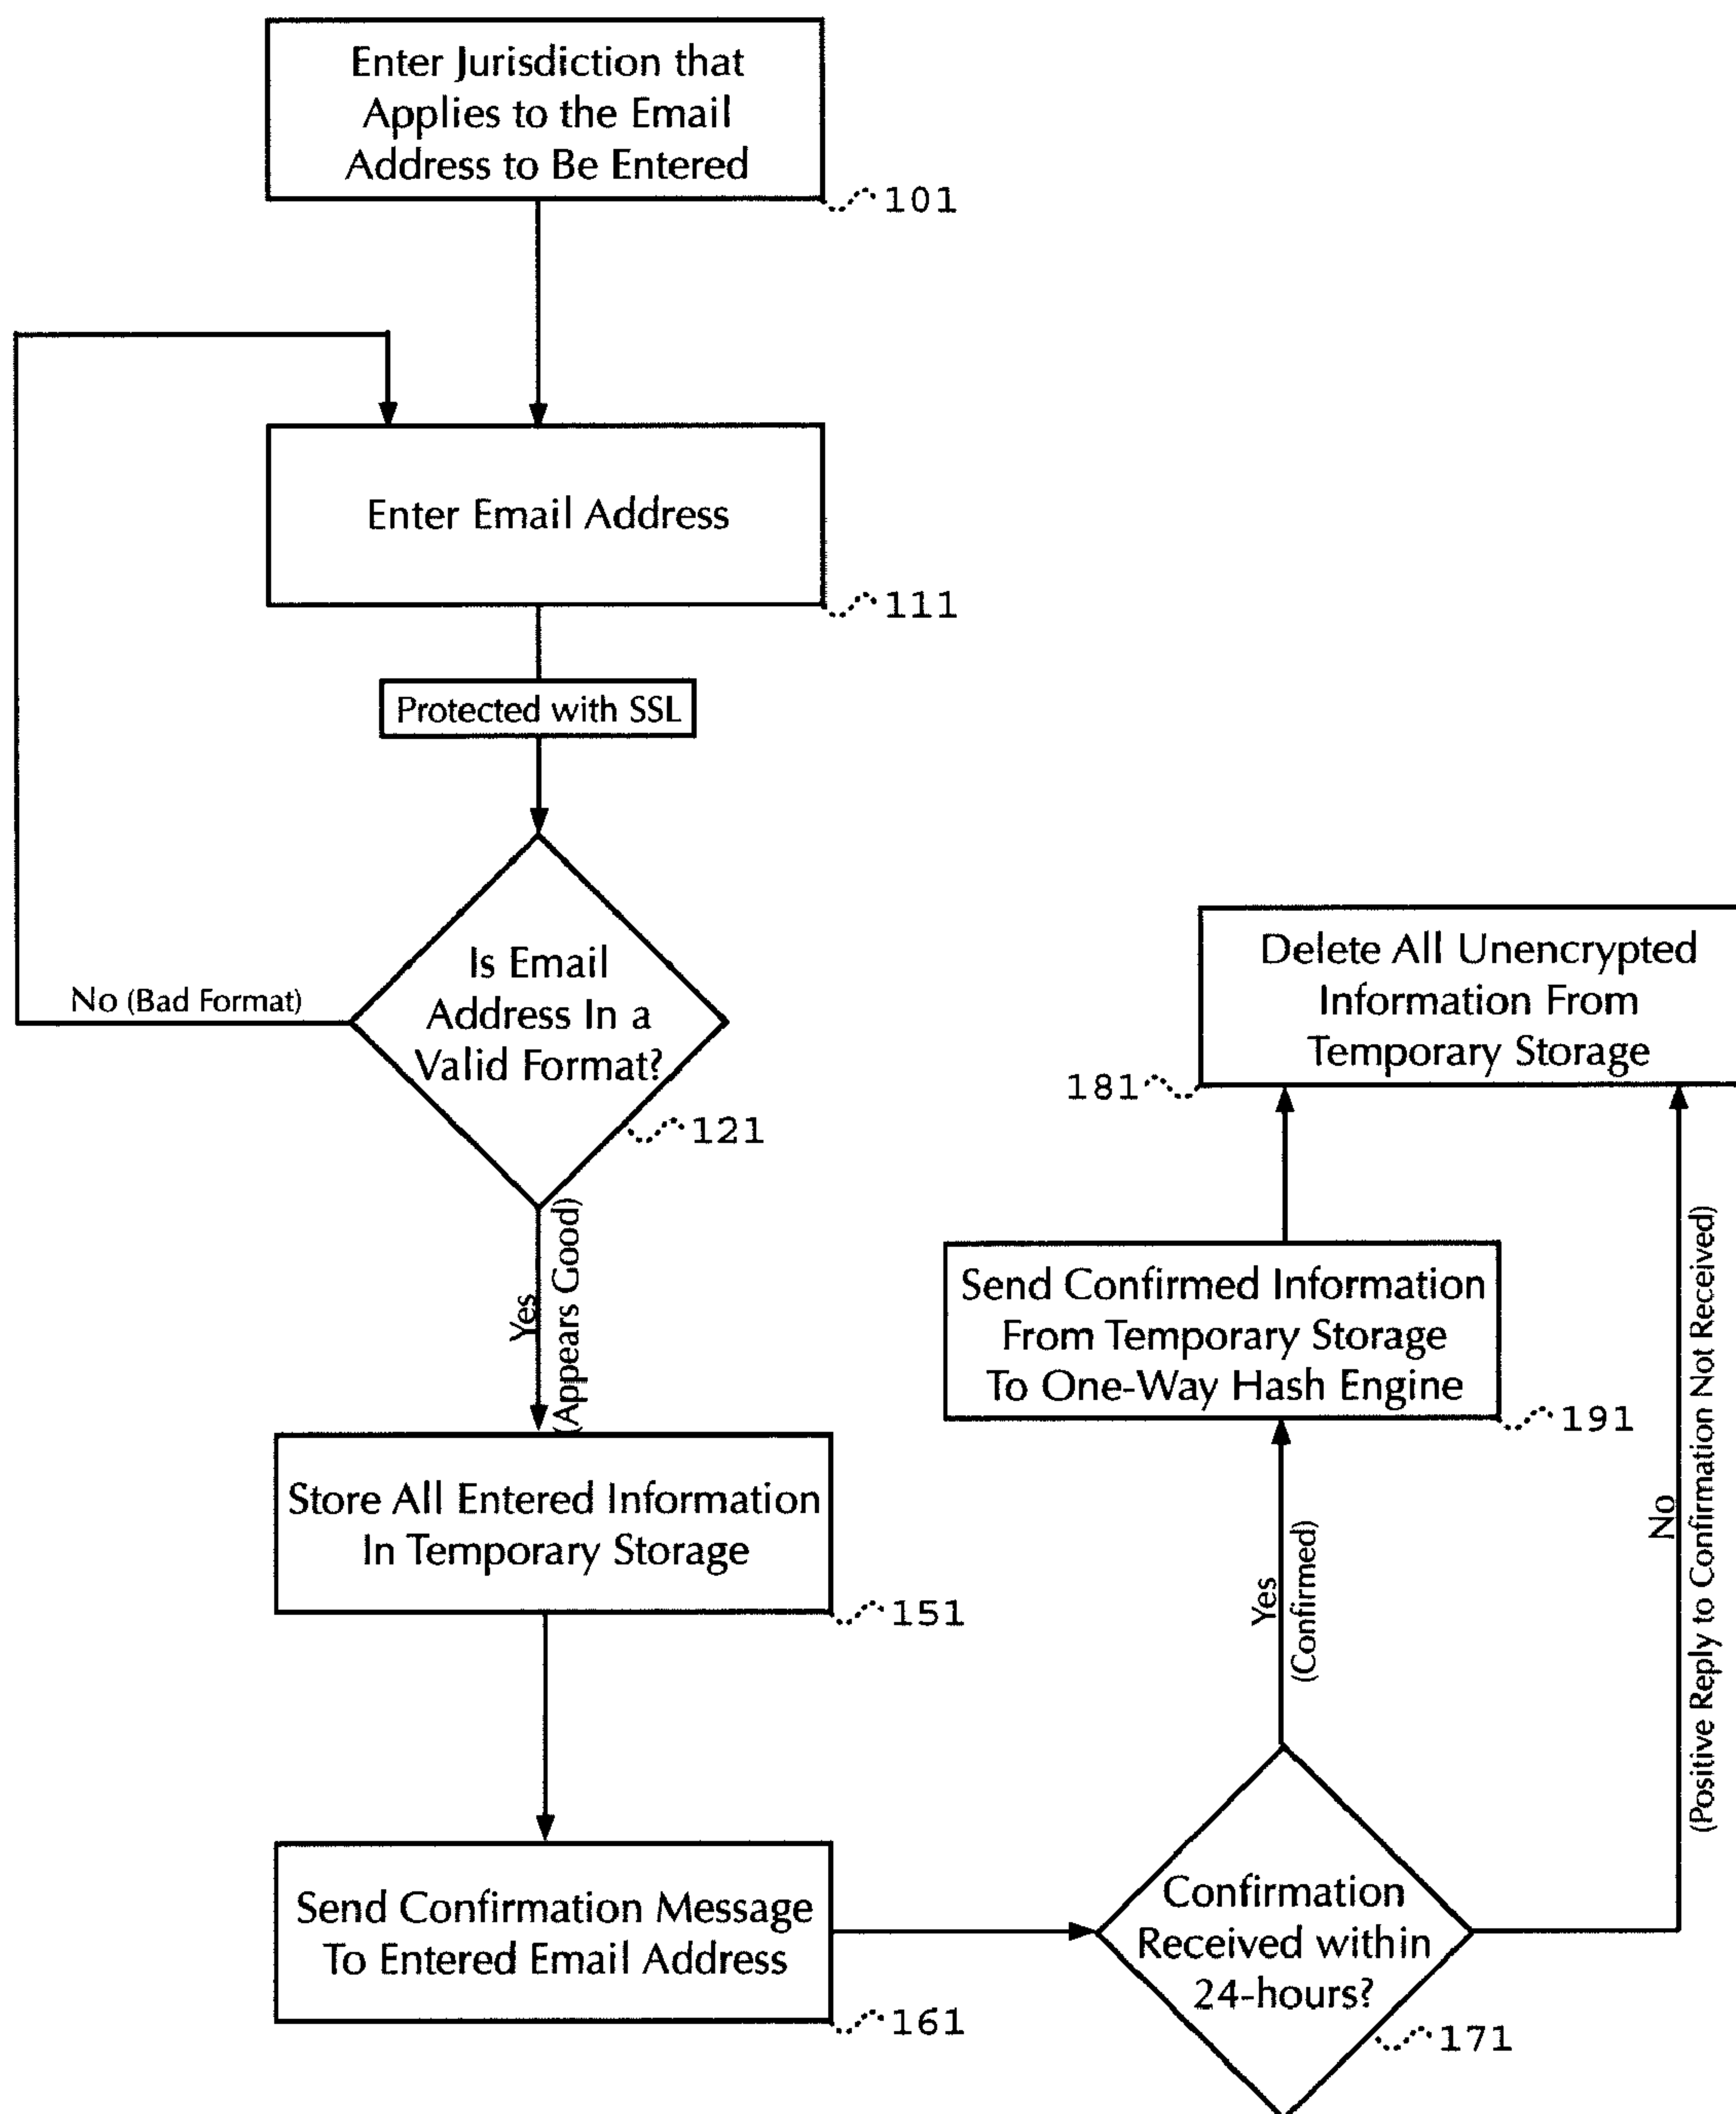 Enter Jurisdiction that
Applies to the Email
Address to Be Entered
101
Enter Email Address
111
Protected with SSL
Is Email
Address In a
Valid Format?
121
No (Bad Format)
Yes
(Appears Good)
Store All Entered Information
In Temporary Storage
151
Send Confirmation Message
To Entered Email Address
161
Confirmation
Received within
24-hours?
171
Yes
(Confirmed)
No
(Positive Reply to Confirmation Not Received)
Send Confirmed Information
From Temporary Storage
To One-Way Hash Engine
191
Delete All Unencrypted
Information From
Temporary Storage
181